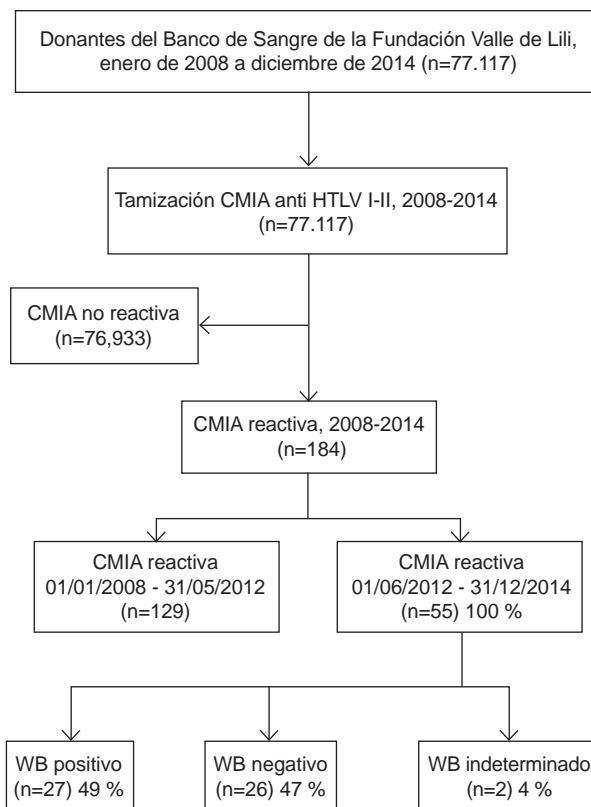 Donantes del Banco de Sangre de la Fundación Valle de Lili,
enero de 2008 a diciembre de 2014 (n=77.117)
Tamización CMIA anti HTLV I-II, 2008-2014
(n=77.117)
CMIA no reactiva
(n=76,933)
CMIA reactiva, 2008-2014
(n=184)
CMIA reactiva
01/01/2008 - 31/05/2012
(n=129)
CMIA reactiva
01/06/2012 - 31/12/2014
(n=55) 100 %
WB positivo
(n=27) 49 %
WB negativo
(n=26) 47 %
WB indeterminado
(n=2) 4 %